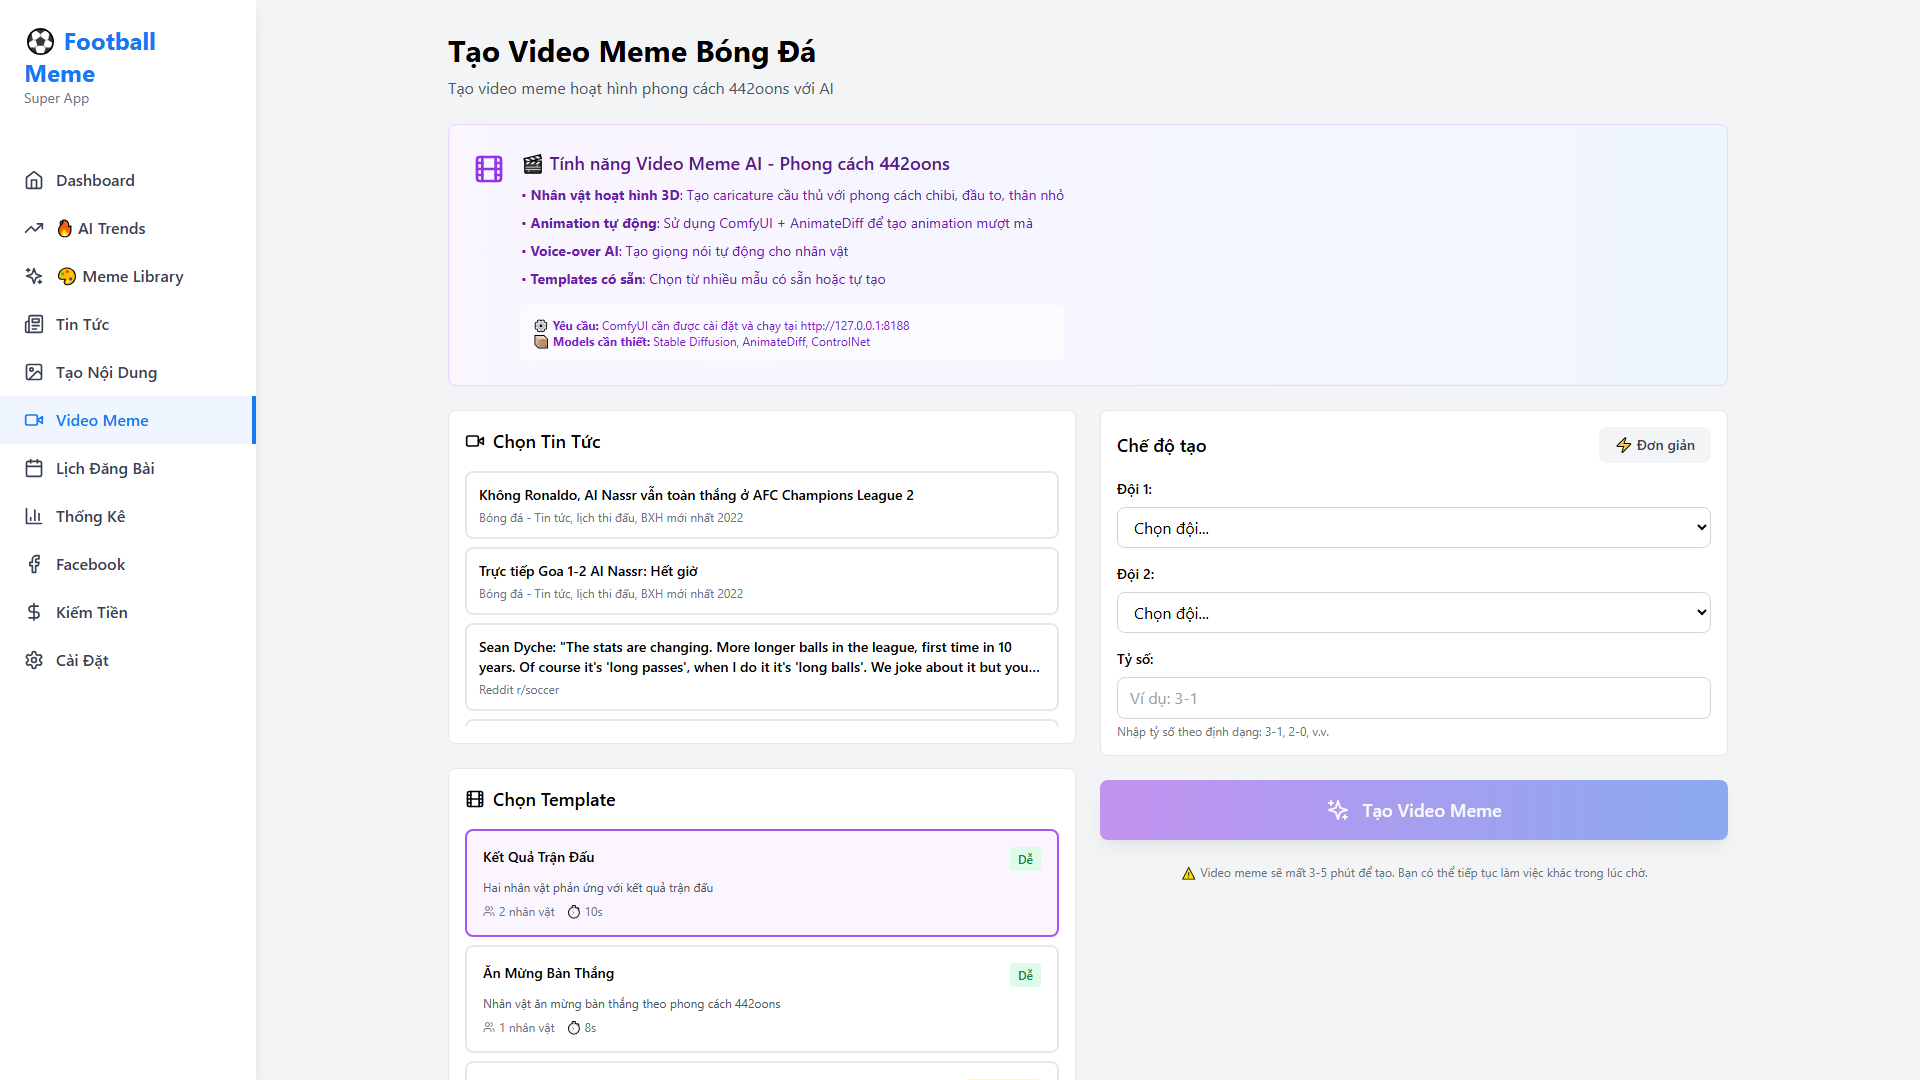 Football
Meme
Super App
Dashboard
🔥 AI Trends
🎨 Meme Library
Tin Tức
Tạo Nội Dung
Video Meme
Lịch Đăng Bài
Thống Kê
Facebook
Kiếm Tiền
Cài Đặt
Tạo Video Meme Bóng Đá
Tạo video meme hoạt hình phong cách 442oons với AI
🎬 Tính năng Video Meme AI - Phong cách 442oons
• Nhân vật hoạt hình 3D: Tạo caricature cầu thủ với phong cách chibi, đầu to, thân nhỏ
• Animation tự động: Sử dụng ComfyUI + AnimateDiff để tạo animation mượt mà
• Voice-over AI: Tạo giọng nói tự động cho nhân vật
• Templates có sẵn: Chọn từ nhiều mẫu có sẵn hoặc tự tạo
⚙️ Yêu cầu: ComfyUI cần được cài đặt và chạy tại http://127.0.0.1:8188
📦 Models cần thiết: Stable Diffusion, AnimateDiff, ControlNet
Chọn Tin Tức
Không Ronaldo, Al Nassr vẫn toàn thắng ở AFC Champions League 2
Bóng đá - Tin tức, lịch thi đấu, BXH mới nhất 2022
Trực tiếp Goa 1-2 Al Nassr: Hết giờ
Bóng đá - Tin tức, lịch thi đấu, BXH mới nhất 2022
Sean Dyche: "The stats are changing. More longer balls in the league, first time in 10
years. Of course it's 'long passes', when I do it it's 'long balls'. We joke about it but you...
Reddit r/soccer
Chọn Template
Kết Quả Trận Đấu
Dễ
Hai nhân vật phản ứng với kết quả trận đấu
2 nhân vật ⏱ 10s
Ăn Mừng Bàn Thắng
Dễ
Nhân vật ăn mừng bàn thắng theo phong cách 442oons
1 nhân vật ⏱ 8s
Chế độ tạo
⚡ Đơn giản
Đội 1:
Chọn đội...
Đội 2:
Chọn đội...
Tỷ số:
Ví dụ: 3-1
Nhập tỷ số theo định dạng: 3-1, 2-0, v.v.
Tạo Video Meme
⚠️ Video meme sẽ mất 3-5 phút để tạo. Bạn có thể tiếp tục làm việc khác trong lúc chờ.